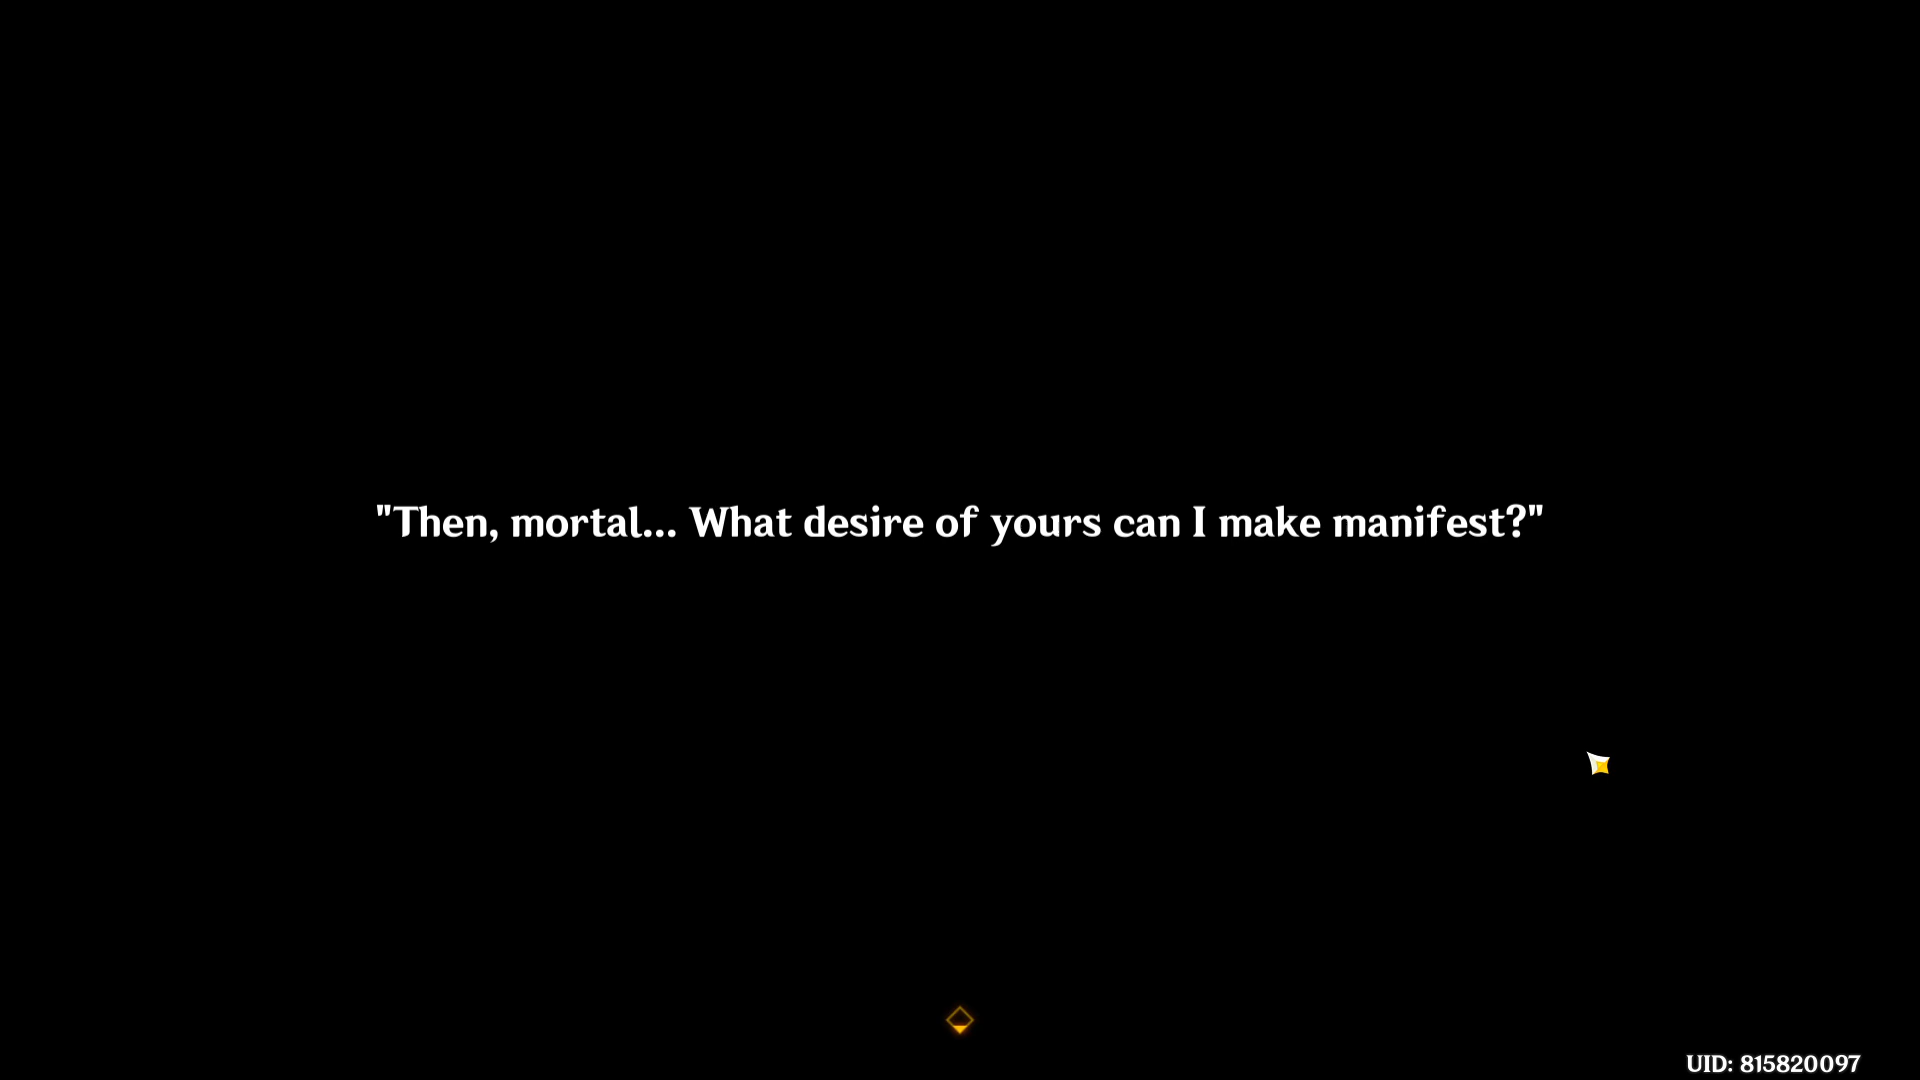 "Then, mortal... What desire of yours can I make manifest?"
UID: 815820097